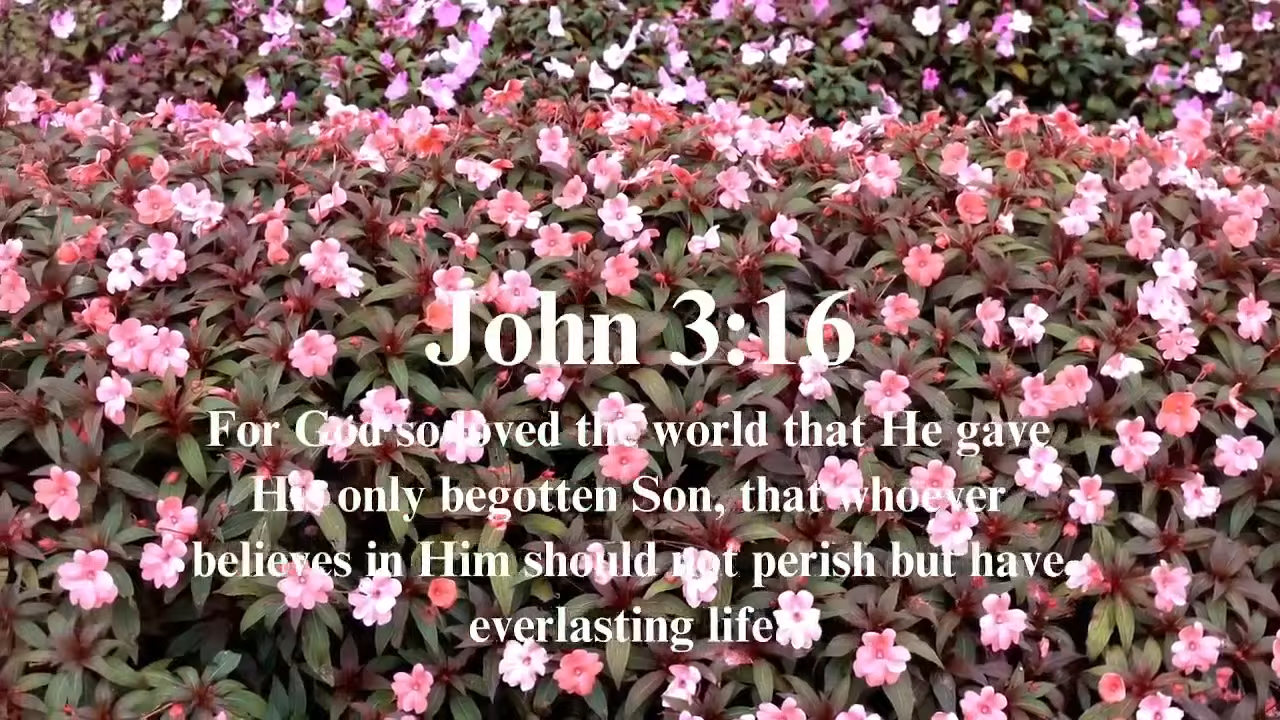 John 3:16
For God so loved the world that He gave
His only begotten Son, that whoever
believes in Him should not perish but have
everlasting life.